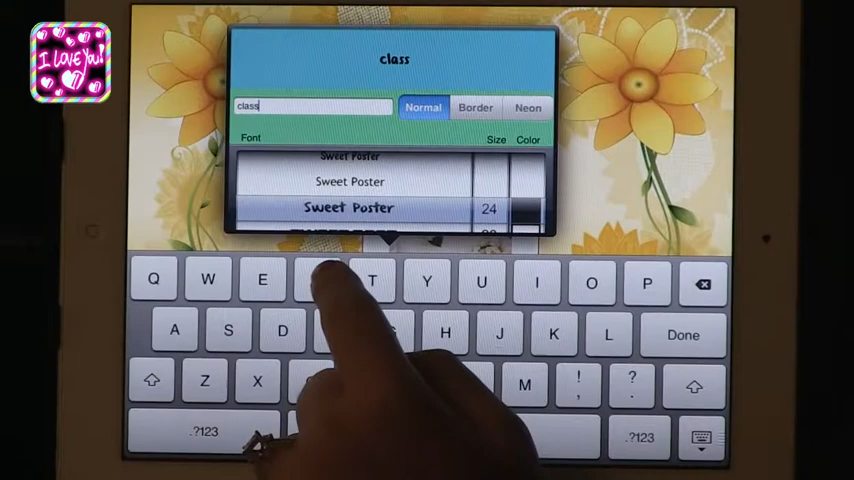 I LOVE YOU!
class
class
Normal Border Neon
Font Size Color
Sweet Poster
Sweet Poster
Sweet Poster 24
Q W E T Y U I O P
A S D H J K L Done
Z X M ! , ? .
.?123 .?123